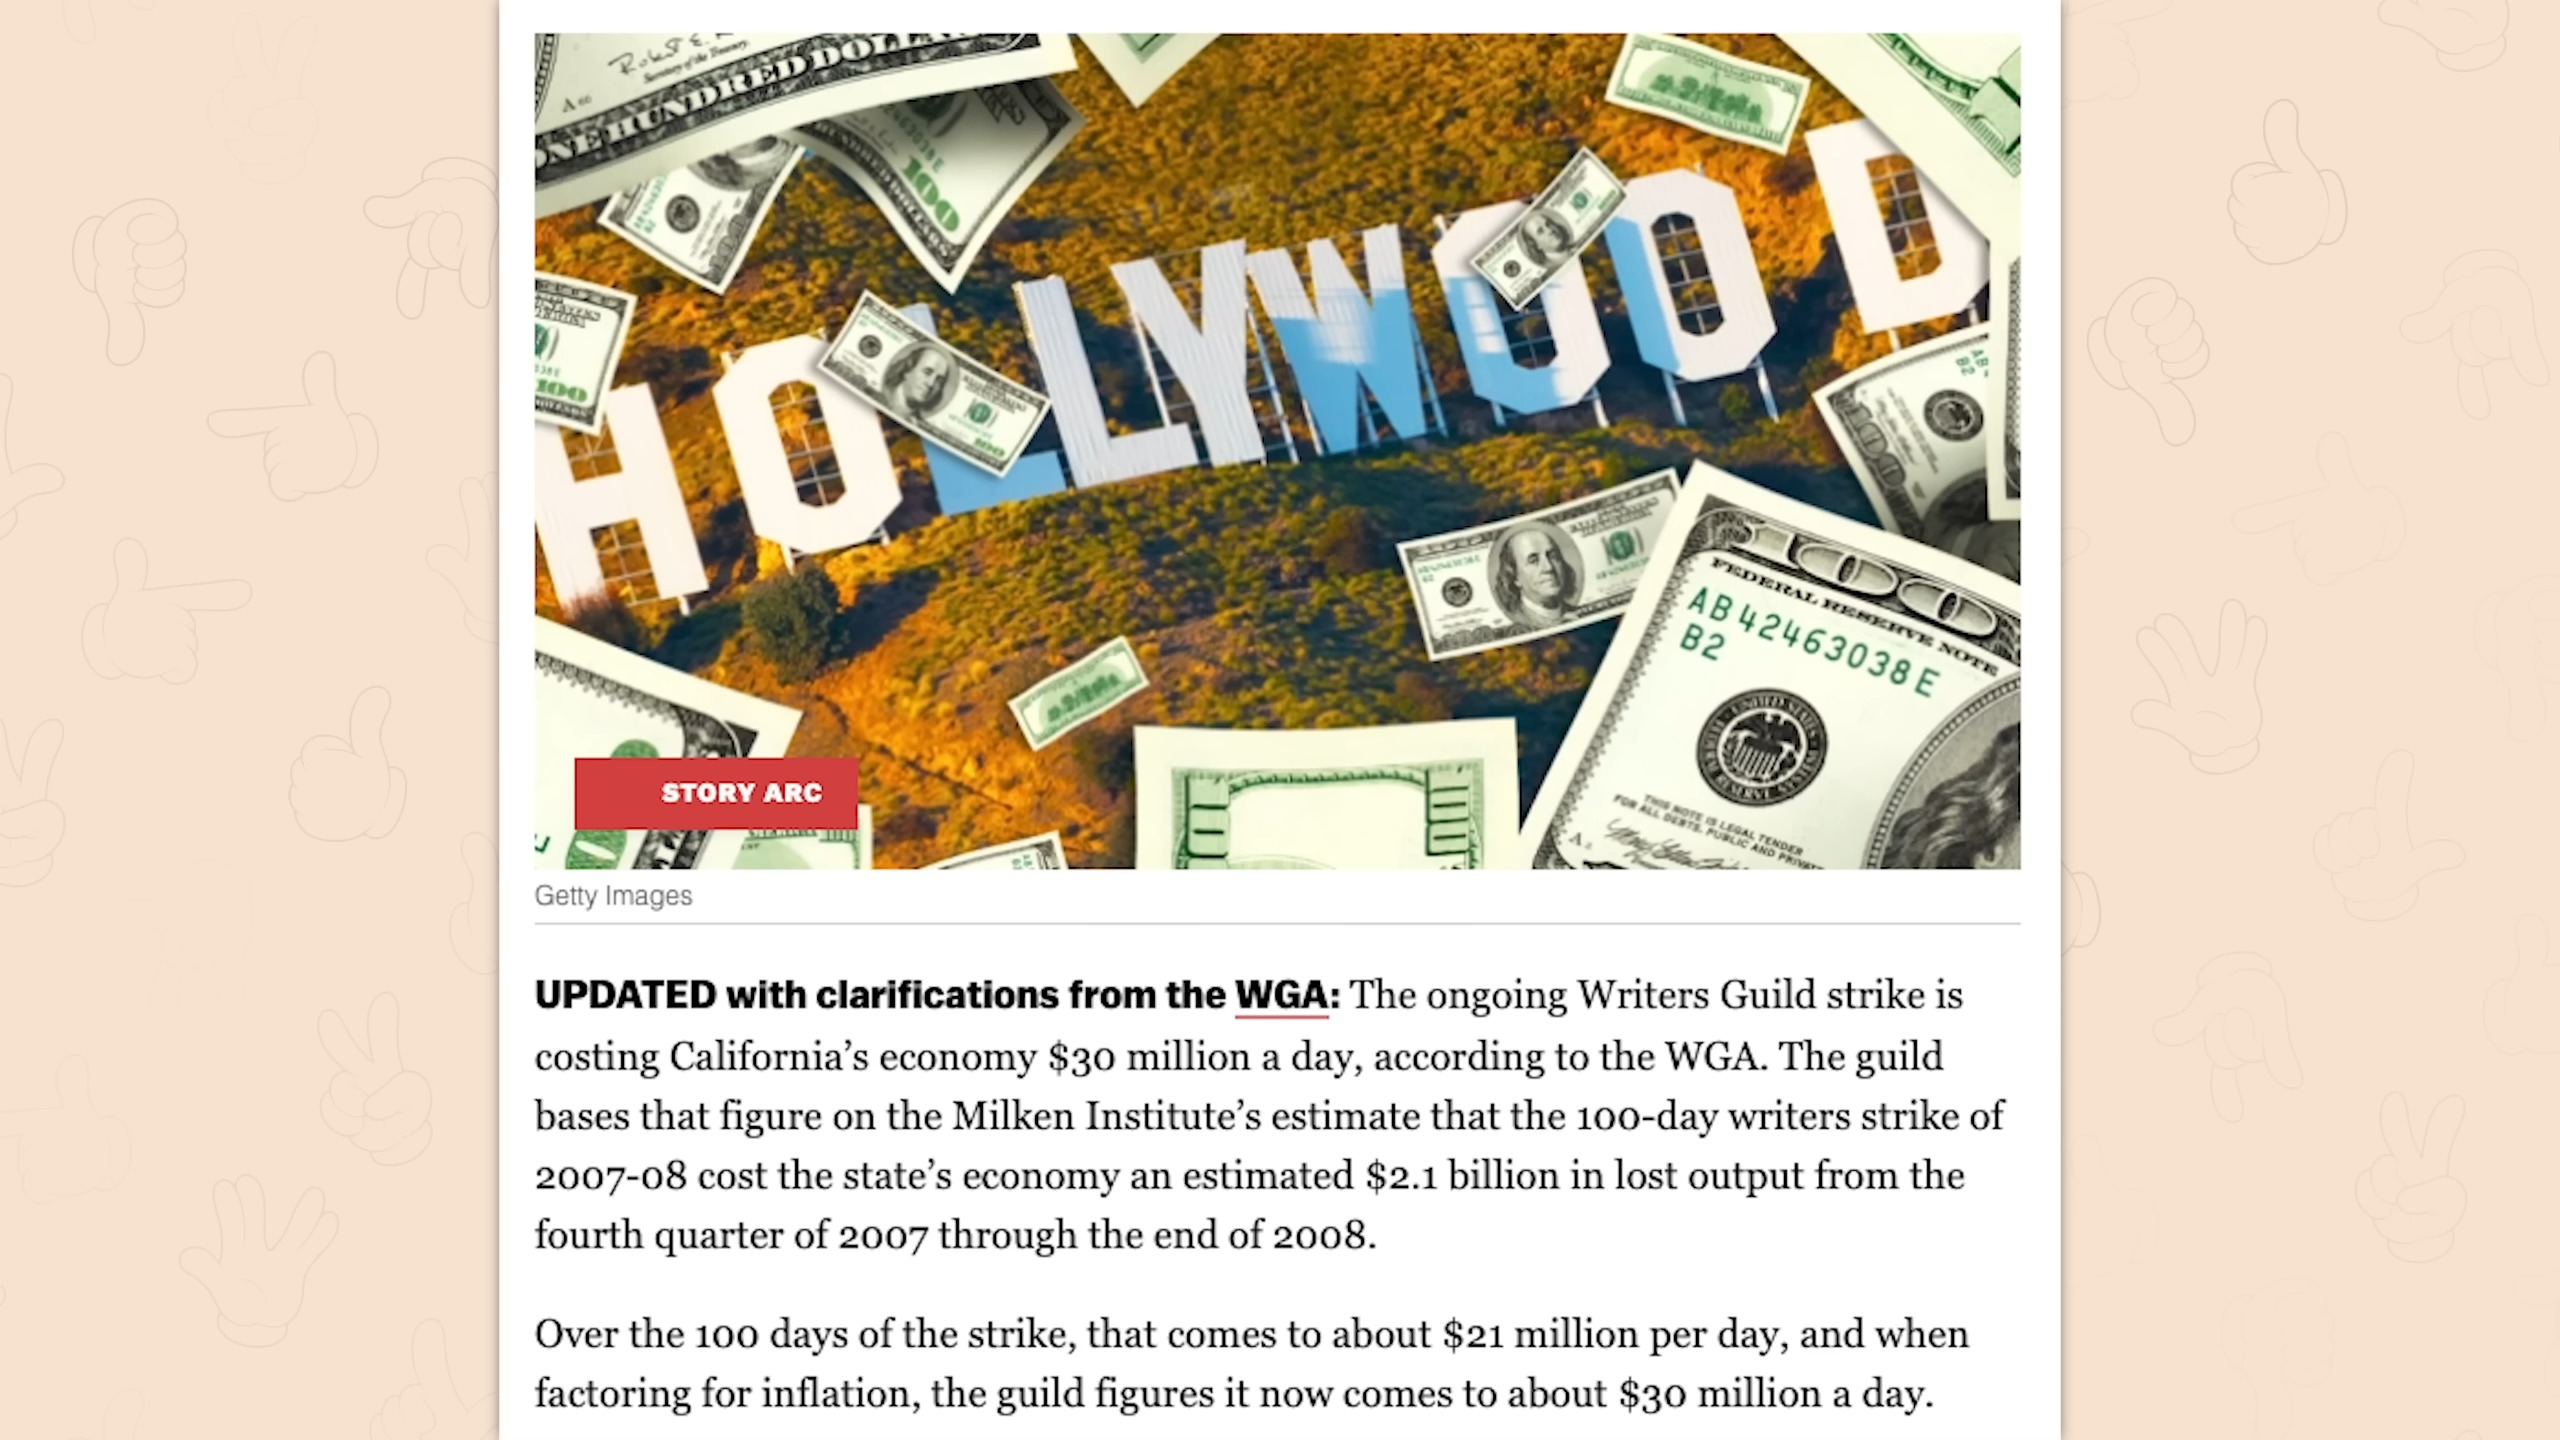 Secretary of the Treasury.
ONE HUNDRED DOLLARS
100
HOLLYWOOD
100
FEDERAL RESERVE NOTE
AB 42463038 E
B2
THIS NOTE IS LEGAL TENDER
FOR ALL DEBTS, PUBLIC AND PRIVATE
STORY ARC
Getty Images
UPDATED with clarifications from the WGA: The ongoing Writers Guild strike is
costing California’s economy $30 million a day, according to the WGA. The guild
bases that figure on the Milken Institute’s estimate that the 100-day writers strike of
2007-08 cost the state’s economy an estimated $2.1 billion in lost output from the
fourth quarter of 2007 through the end of 2008.
Over the 100 days of the strike, that comes to about $21 million per day, and when
factoring for inflation, the guild figures it now comes to about $30 million a day.